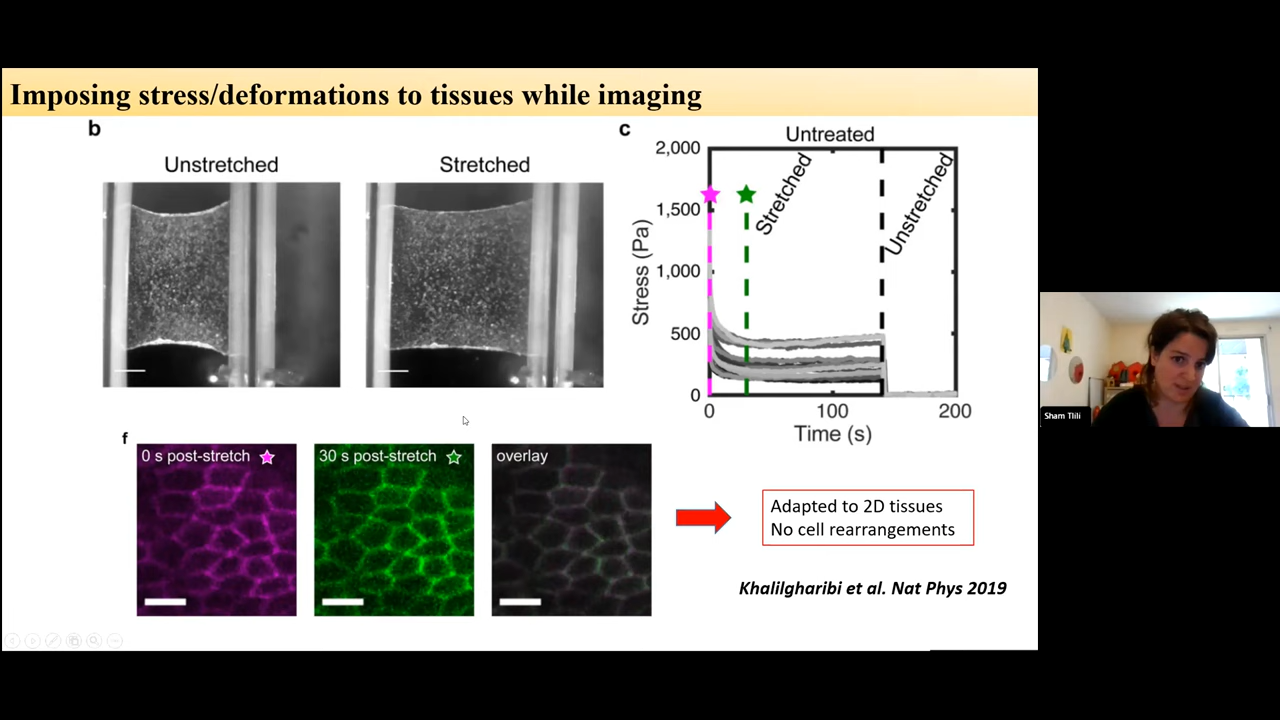 Imposing stress/deformations to tissues while imaging
b
Unstretched
Stretched
c
Untreated
2,000
1,500
1,000
500
0
Stress (Pa)
Stretched
Unstretched
0
100
200
Time (s)
f
0 s post-stretch
30 s post-stretch
overlay
Adapted to 2D tissues
No cell rearrangements
Khalilgharibi et al. Nat Phys 2019
Sham Tlili